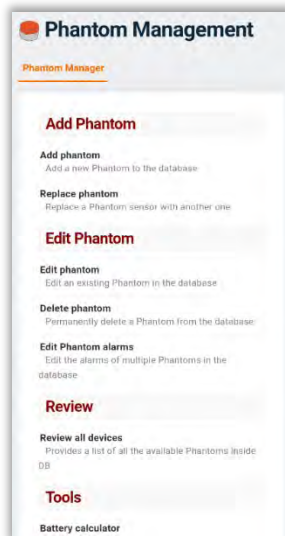 Phantom Management
Phantom Manager
Add Phantom
Add phantom
Add a new Phantom to the database
Replace phantom
Replace a Phantom sensor with another one
Edit Phantom
Edit phantom
Edit an existing Phantom in the database
Delete phantom
Permanently delete a Phantom from the database
Edit Phantom alarms
Edit the alarms of multiple Phantoms in the
database
Review
Review all devices
Provides a list of all the available Phantoms inside
DB
Tools
Battery calculator